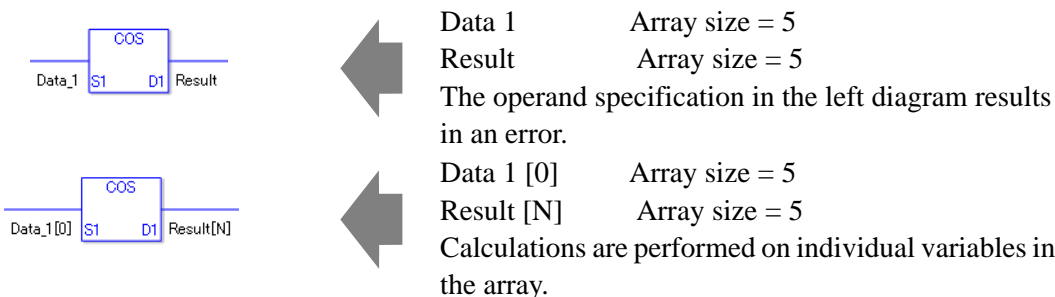 COS
Data_1 S1 D1 Result
Data 1 Array size = 5
Result Array size = 5
The operand specification in the left diagram results
in an error.
COS
Data_1[0] S1 D1 Result[N]
Data 1 [0] Array size = 5
Result [N] Array size = 5
Calculations are performed on individual variables in
the array.